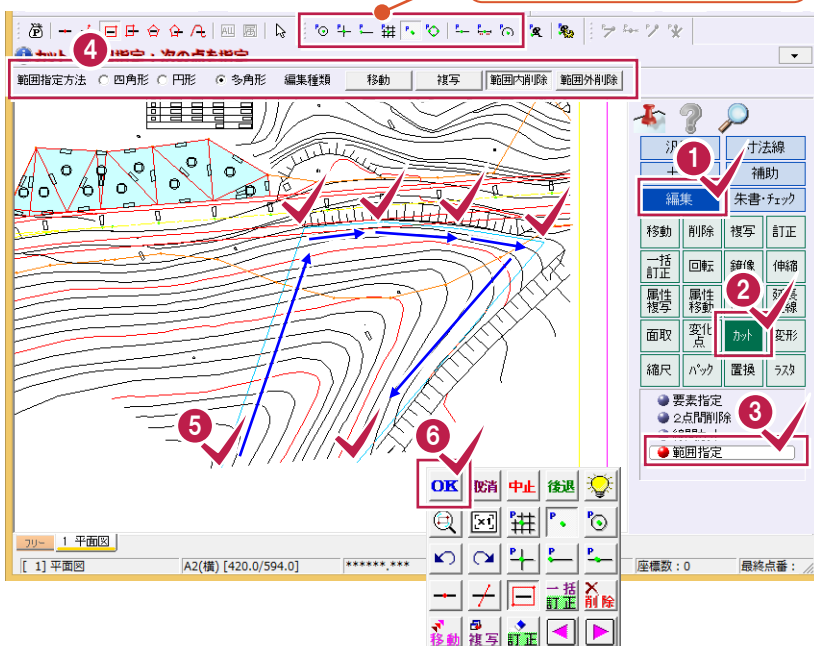 4
範囲指定方法 四角形 円形 多角形 編集種類 移動 複写 範囲内削除 範囲外削除
1
寸法線
補助
編集 朱書・チェック
移動 削除 複写 訂正
一括訂正 回転 鏡像 伸縮
2
属性複写 属性移動
面取 変化点 カット 変形
縮尺 パック 置換 ラスタ
要素指定
2点間削除
3
範囲指定
5
6
OK 取消 中止 後退
[×1] P P P
P P P
一括訂正 削除
移動 複写 訂正
フリー 1 平面図
[ 1] 平面図 A2(横) [420.0/594.0] ******.*** 座標数：0 最終点番：